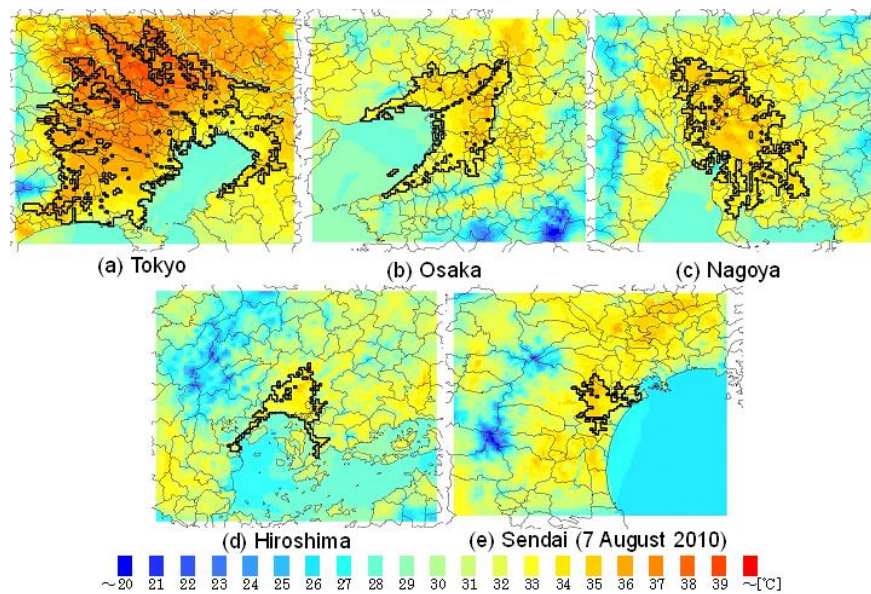 (a) Tokyo
(b) Osaka
(c) Nagoya
(d) Hiroshima
(e) Sendai (7 August 2010)
～20 21 22 23 24 25 26 27 28 29 30 31 32 33 34 35 36 37 38 39 ～[℃]